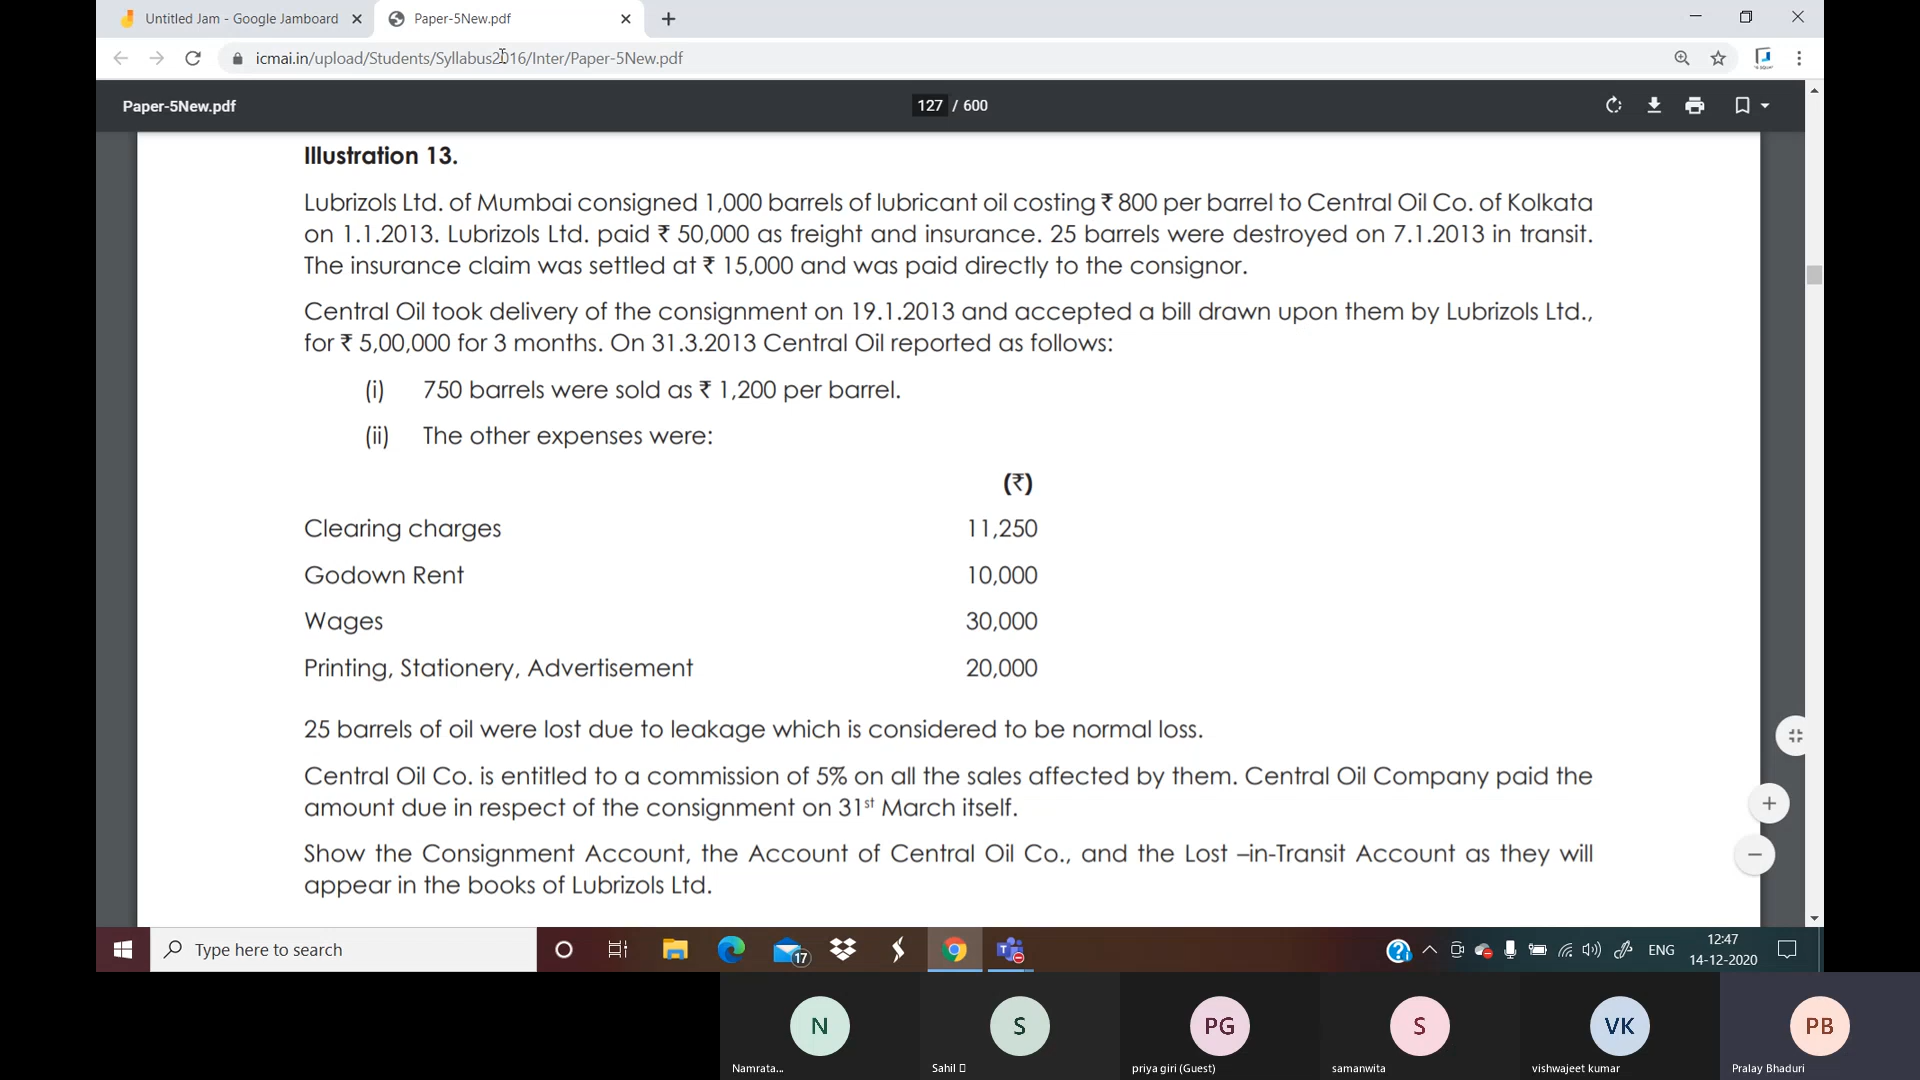 Untitled Jam - Google Jamboard
Paper-5New.pdf
icmai.in/upload/Students/Syllabus2016/Inter/Paper-5New.pdf
Paper-5New.pdf
127 / 600
Illustration 13.
Lubrizols Ltd. of Mumbai consigned 1,000 barrels of lubricant oil costing ₹ 800 per barrel to Central Oil Co. of Kolkata
on 1.1.2013. Lubrizols Ltd. paid ₹ 50,000 as freight and insurance. 25 barrels were destroyed on 7.1.2013 in transit.
The insurance claim was settled at ₹ 15,000 and was paid directly to the consignor.
Central Oil took delivery of the consignment on 19.1.2013 and accepted a bill drawn upon them by Lubrizols Ltd.,
for ₹ 5,00,000 for 3 months. On 31.3.2013 Central Oil reported as follows:
(i) 750 barrels were sold as ₹ 1,200 per barrel.
(ii) The other expenses were:
(₹)
Clearing charges 11,250
Godown Rent 10,000
Wages 30,000
Printing, Stationery, Advertisement 20,000
25 barrels of oil were lost due to leakage which is considered to be normal loss.
Central Oil Co. is entitled to a commission of 5% on all the sales affected by them. Central Oil Company paid the
amount due in respect of the consignment on 31st March itself.
Show the Consignment Account, the Account of Central Oil Co., and the Lost –in-Transit Account as they will
appear in the books of Lubrizols Ltd.
Type here to search
17
ENG
12:47
14-12-2020
N
S
PG
S
VK
PB
Namrata...
Sahil
priya giri (Guest)
samanwita
vishwajeet kumar
Pralay Bhaduri